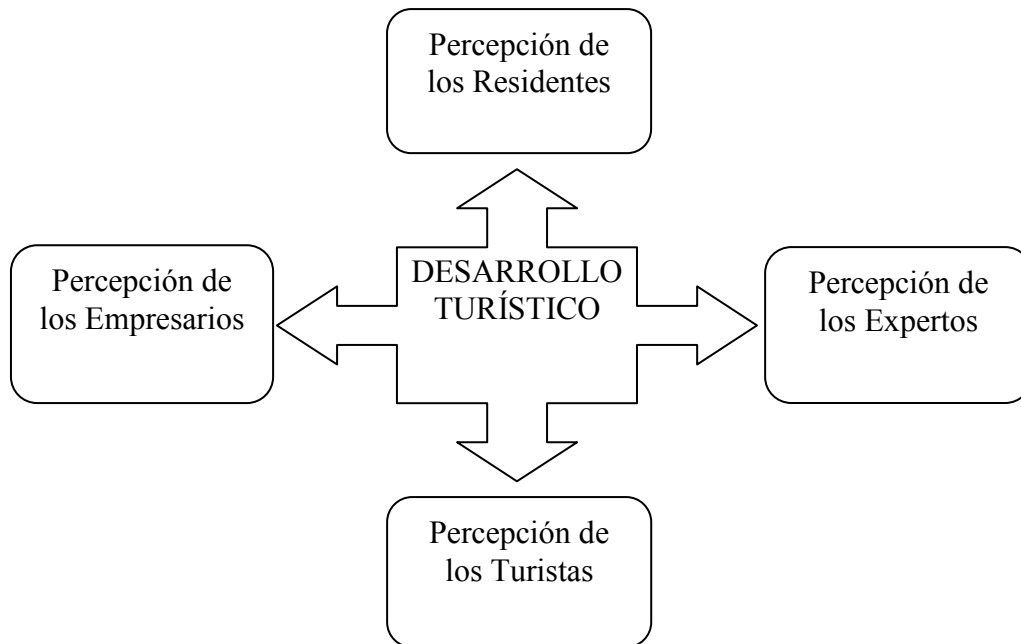 Percepción de
los Residentes
DESARROLLO
TURÍSTICO
Percepción de
los Empresarios
Percepción de
los Expertos
Percepción de
los Turistas